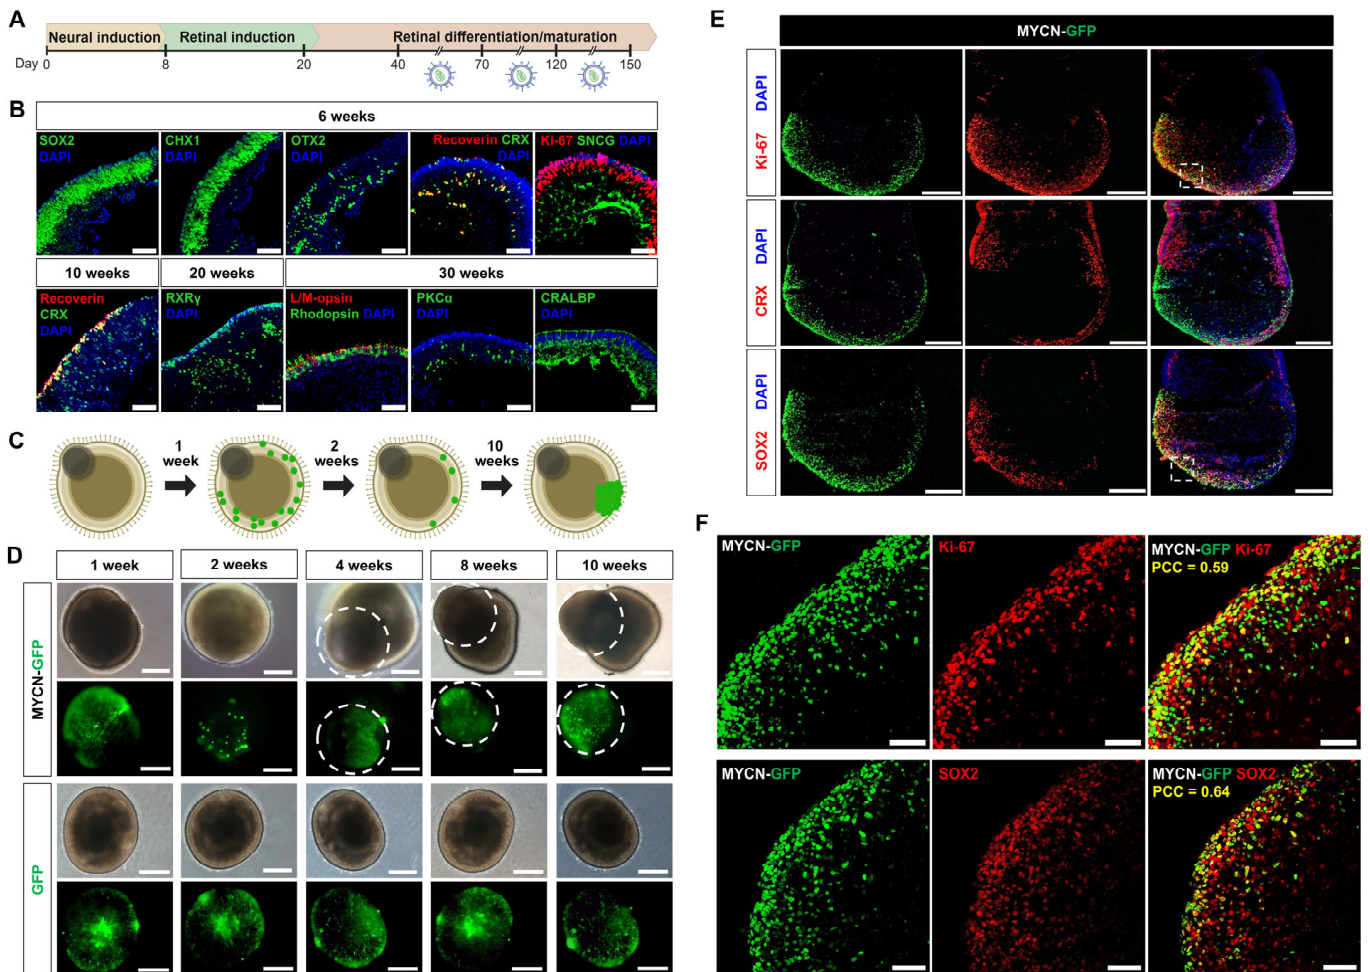 A
Neural induction
Retinal induction
Retinal differentiation/maturation
Day 0 8 20 40 70 120 150
B
6 weeks
SOX2
DAPI
CHX1
DAPI
OTX2
DAPI
Recoverin CRX
DAPI
Ki-67 SNCG DAPI
10 weeks
20 weeks
30 weeks
Recoverin
CRX
DAPI
RXRγ
DAPI
L/M-opsin
Rhodopsin DAPI
PKCα
DAPI
CRALBP
DAPI
C
1
week
2
weeks
10
weeks
D
1 week
2 weeks
4 weeks
8 weeks
10 weeks
MYCN-GFP
GFP
E
MYCN-GFP
Ki-67 DAPI
CRX DAPI
SOX2 DAPI
F
MYCN-GFP
Ki-67
MYCN-GFP Ki-67
PCC = 0.59
MYCN-GFP
SOX2
MYCN-GFP SOX2
PCC = 0.64